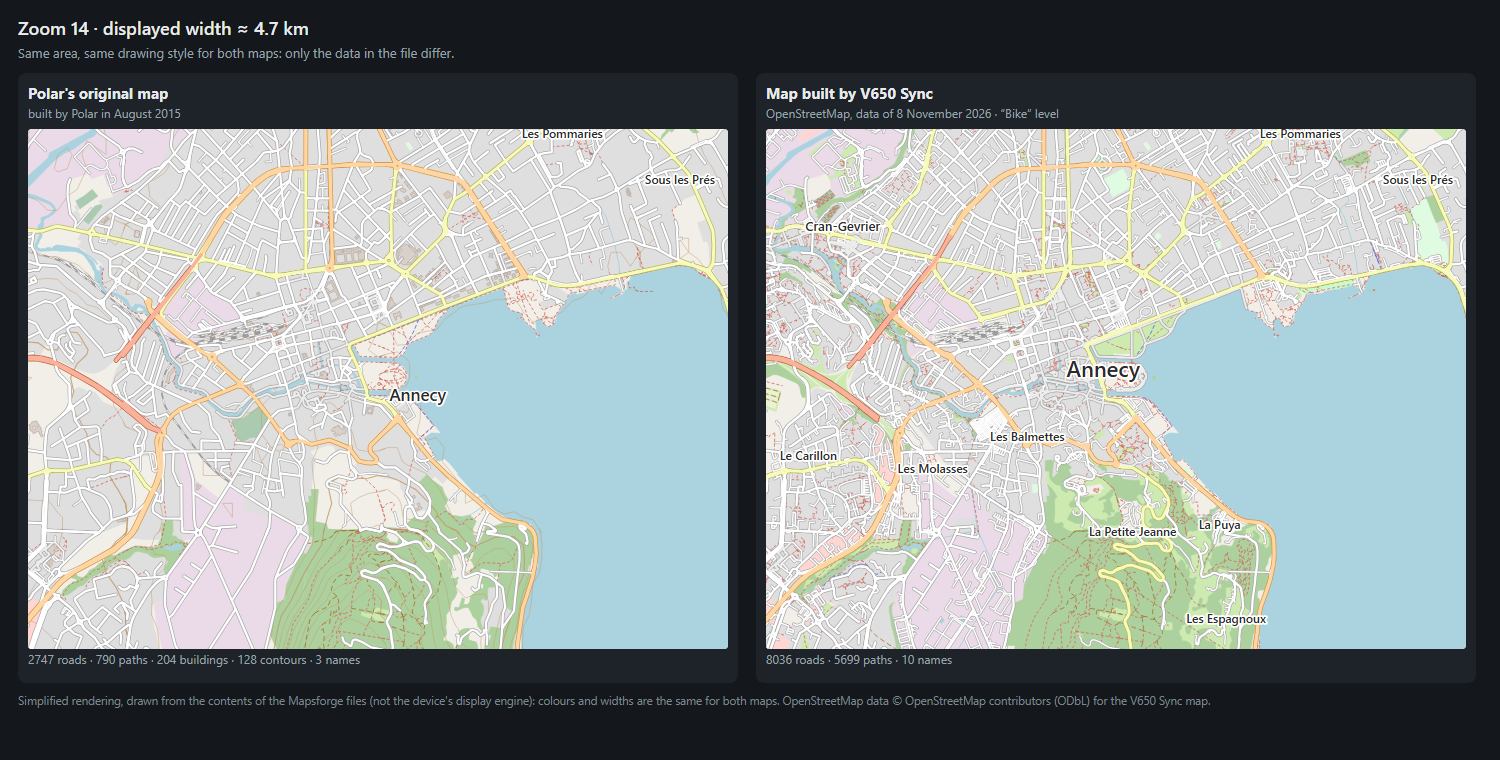 Zoom 14 · displayed width ≈ 4.7 km
Same area, same drawing style for both maps: only the data in the file differ.
Polar's original map
built by Polar in August 2015
Les Pommaries
Sous les Prés
Annecy
2747 roads · 790 paths · 204 buildings · 128 contours · 3 names
Map built by V650 Sync
OpenStreetMap, data of 8 November 2026 · “Bike” level
Les Pommaries
Sous les Prés
Cran-Gevrier
Annecy
Les Balmettes
Le Carillon
Les Molasses
La Puya
La Petite Jeanne
Les Espagnoux
8036 roads · 5699 paths · 10 names
Simplified rendering, drawn from the contents of the Mapsforge files (not the device's display engine): colours and widths are the same for both maps. OpenStreetMap data © OpenStreetMap contributors (ODbL) for the V650 Sync map.